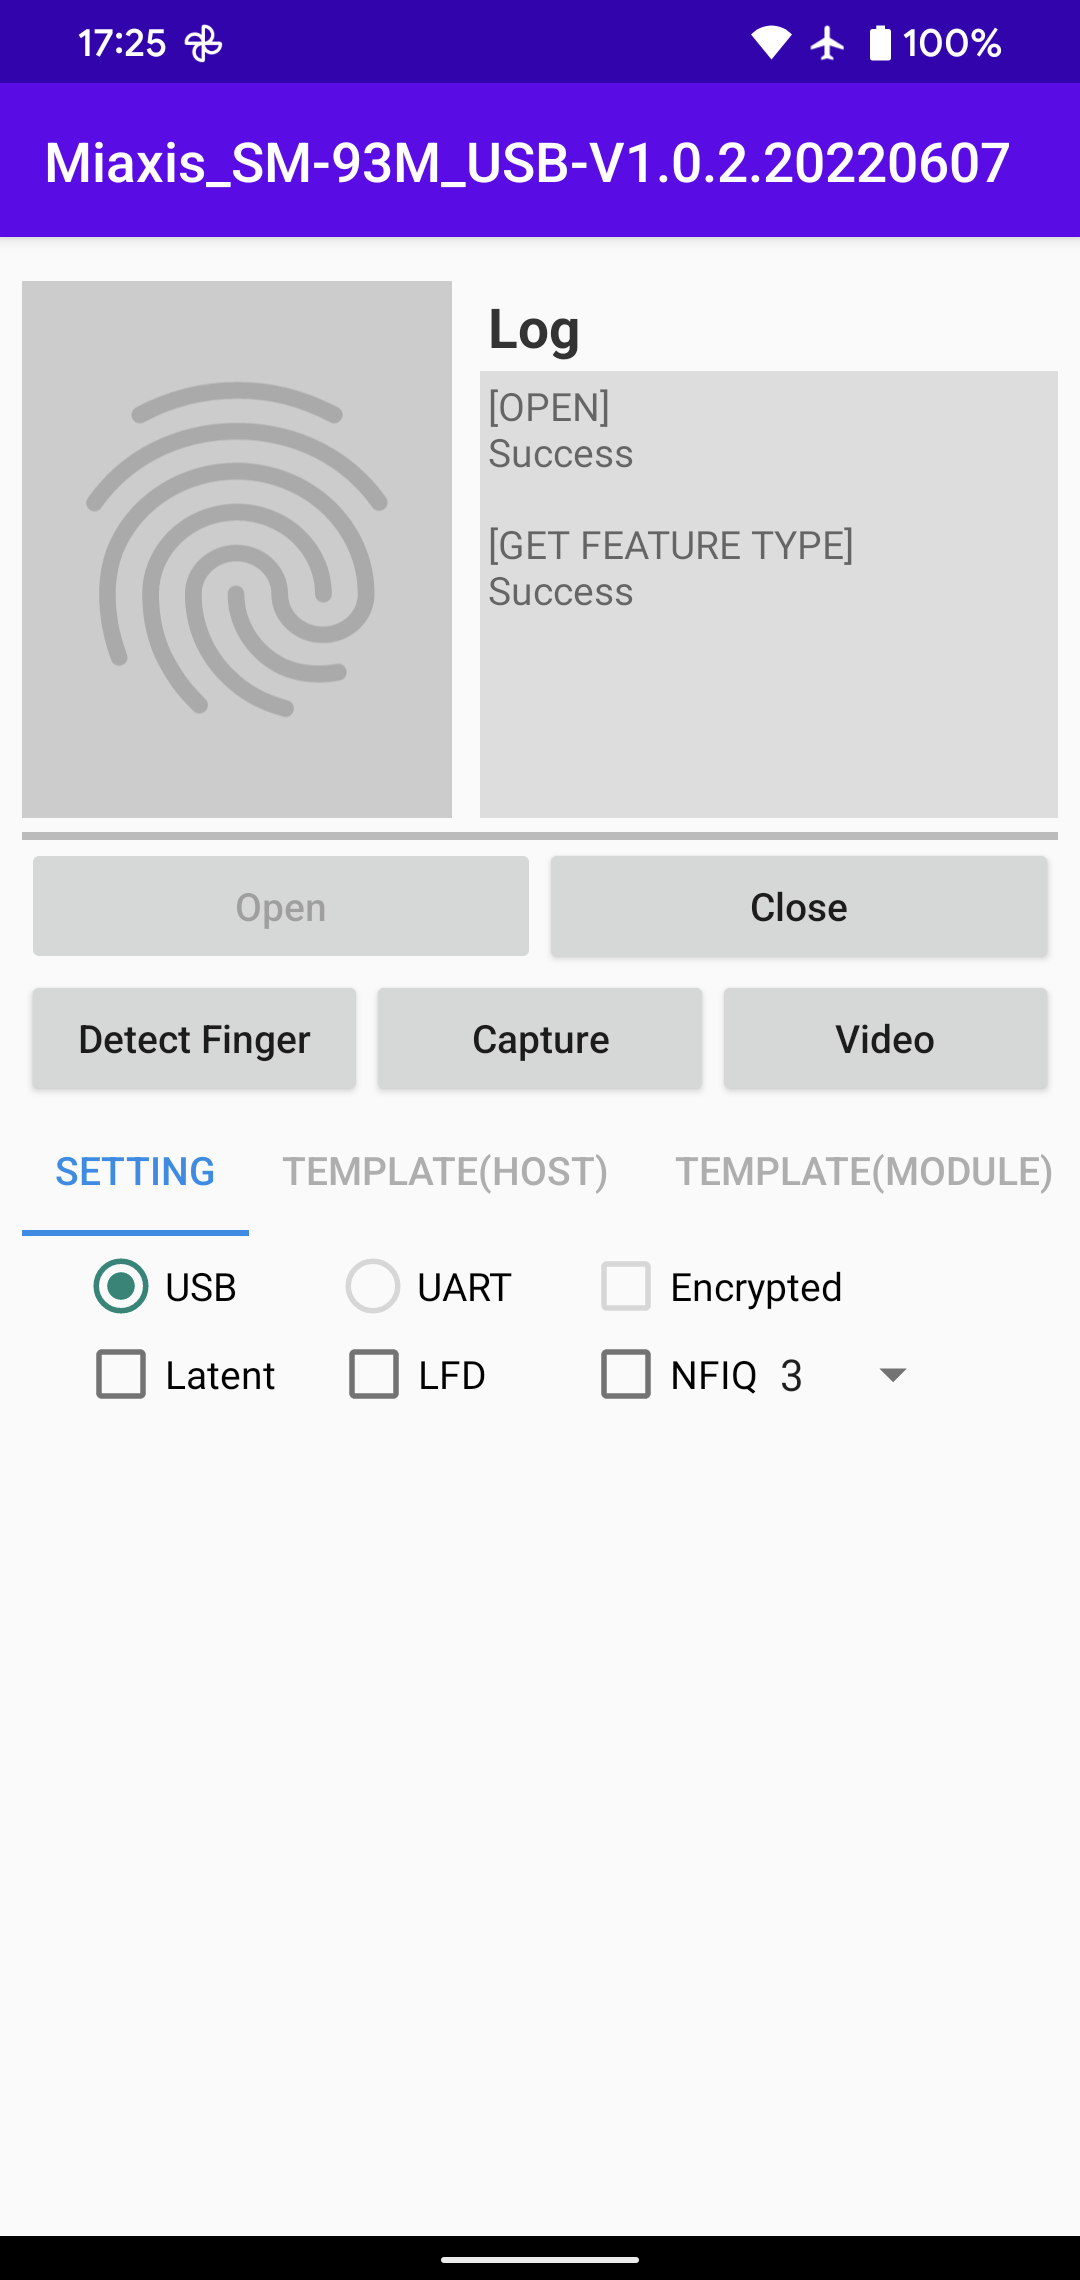 17:25
100%
Miaxis_SM-93M_USB-V1.0.2.20220607
Log
[OPEN]
Success
[GET FEATURE TYPE]
Success
Open
Close
Detect Finger
Capture
Video
SETTING
TEMPLATE(HOST)
TEMPLATE(MODULE)
USB
UART
Encrypted
Latent
LFD
NFIQ 3